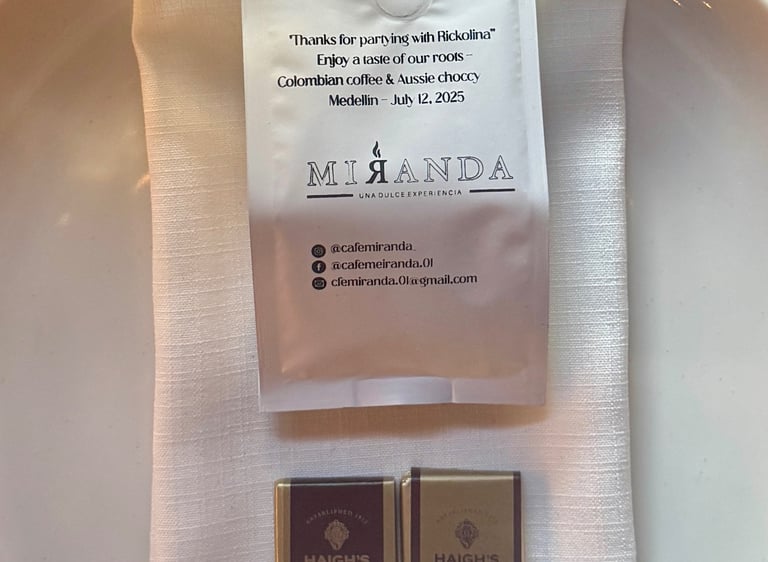 "Thanks for partying with Rickolina"
Enjoy a taste of our roots –
Colombian coffee & Aussie choccy
Medellín – July 12, 2025
MIRANDA
UNA DULCE EXPERIENCIA
@cafemiranda_
@cafemeiranda.01
cfemiranda.01@gmail.com
ESTABLISHED 1915 ESTABLISHED 1915
HAIGH'S HAIGH'S